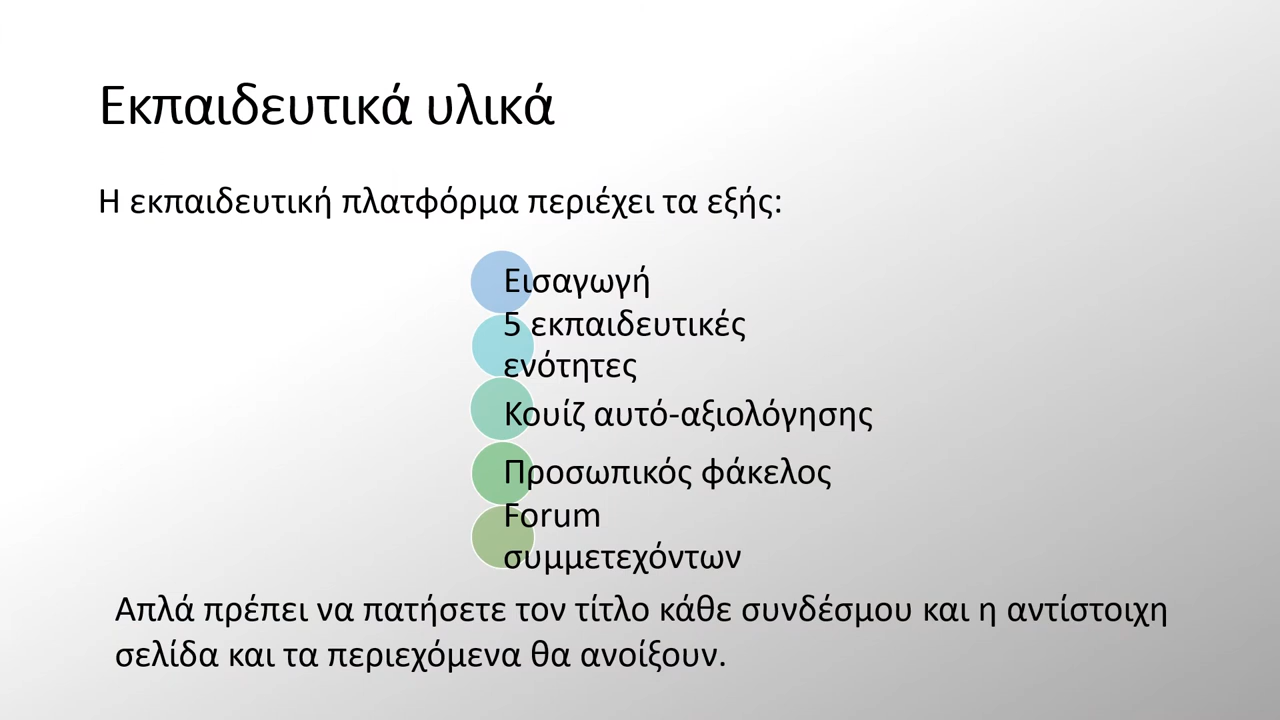 Εκπαιδευτικά υλικά
Η εκπαιδευτική πλατφόρμα περιέχει τα εξής:
Εισαγωγή
5 εκπαιδευτικές
ενότητες
Κουίζ αυτό-αξιολόγησης
Προσωπικός φάκελος
Forum
συμμετεχόντων
Απλά πρέπει να πατήσετε τον τίτλο κάθε συνδέσμου και η αντίστοιχη
σελίδα και τα περιεχόμενα θα ανοίξουν.